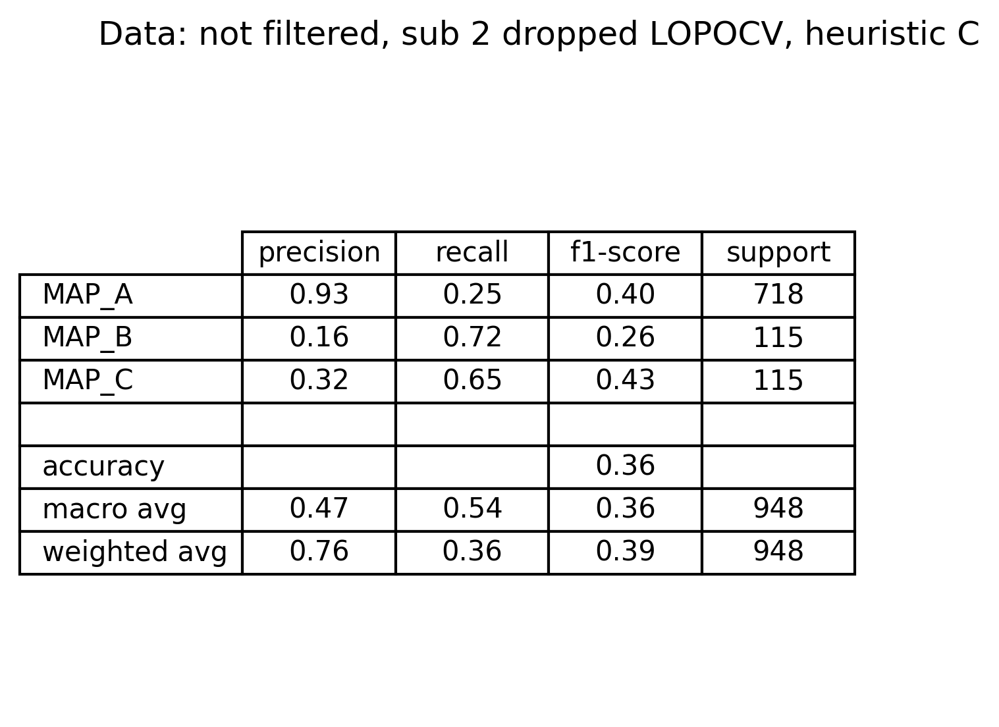 Data: not filtered, sub 2 dropped LOPOCV, heuristic C
precision recall f1-score support
MAP_A 0.93 0.25 0.40 718
MAP_B 0.16 0.72 0.26 115
MAP_C 0.32 0.65 0.43 115
accuracy 0.36
macro avg 0.47 0.54 0.36 948
weighted avg 0.76 0.36 0.39 948